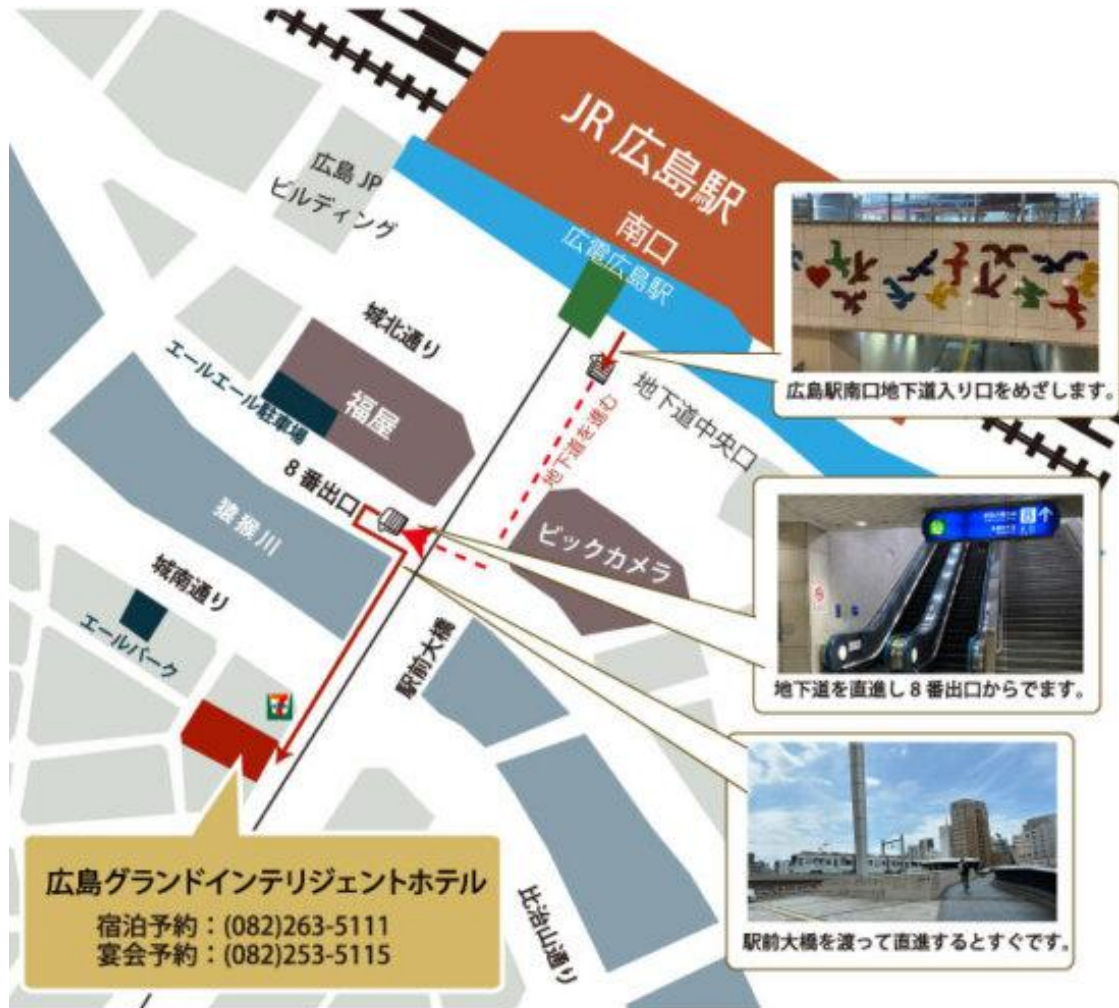 JR 広島駅
南口
広電広島駅
広島 JP
ビルディング
城北通り
エールエール駐車場
福屋
地下道を進む
地下道中央口
広島駅南口地下道入り口をめざします。
8 番出口
猿猴川
ビックカメラ
城南通り
エールパーク
駅前大橋
地下道を直進し 8 番出口からでます。
7
駅前大橋を渡って直進するとすぐです。
比治山通り
広島グランドインテリジェントホテル
宿泊予約：(082)263-5111
宴会予約：(082)253-5115